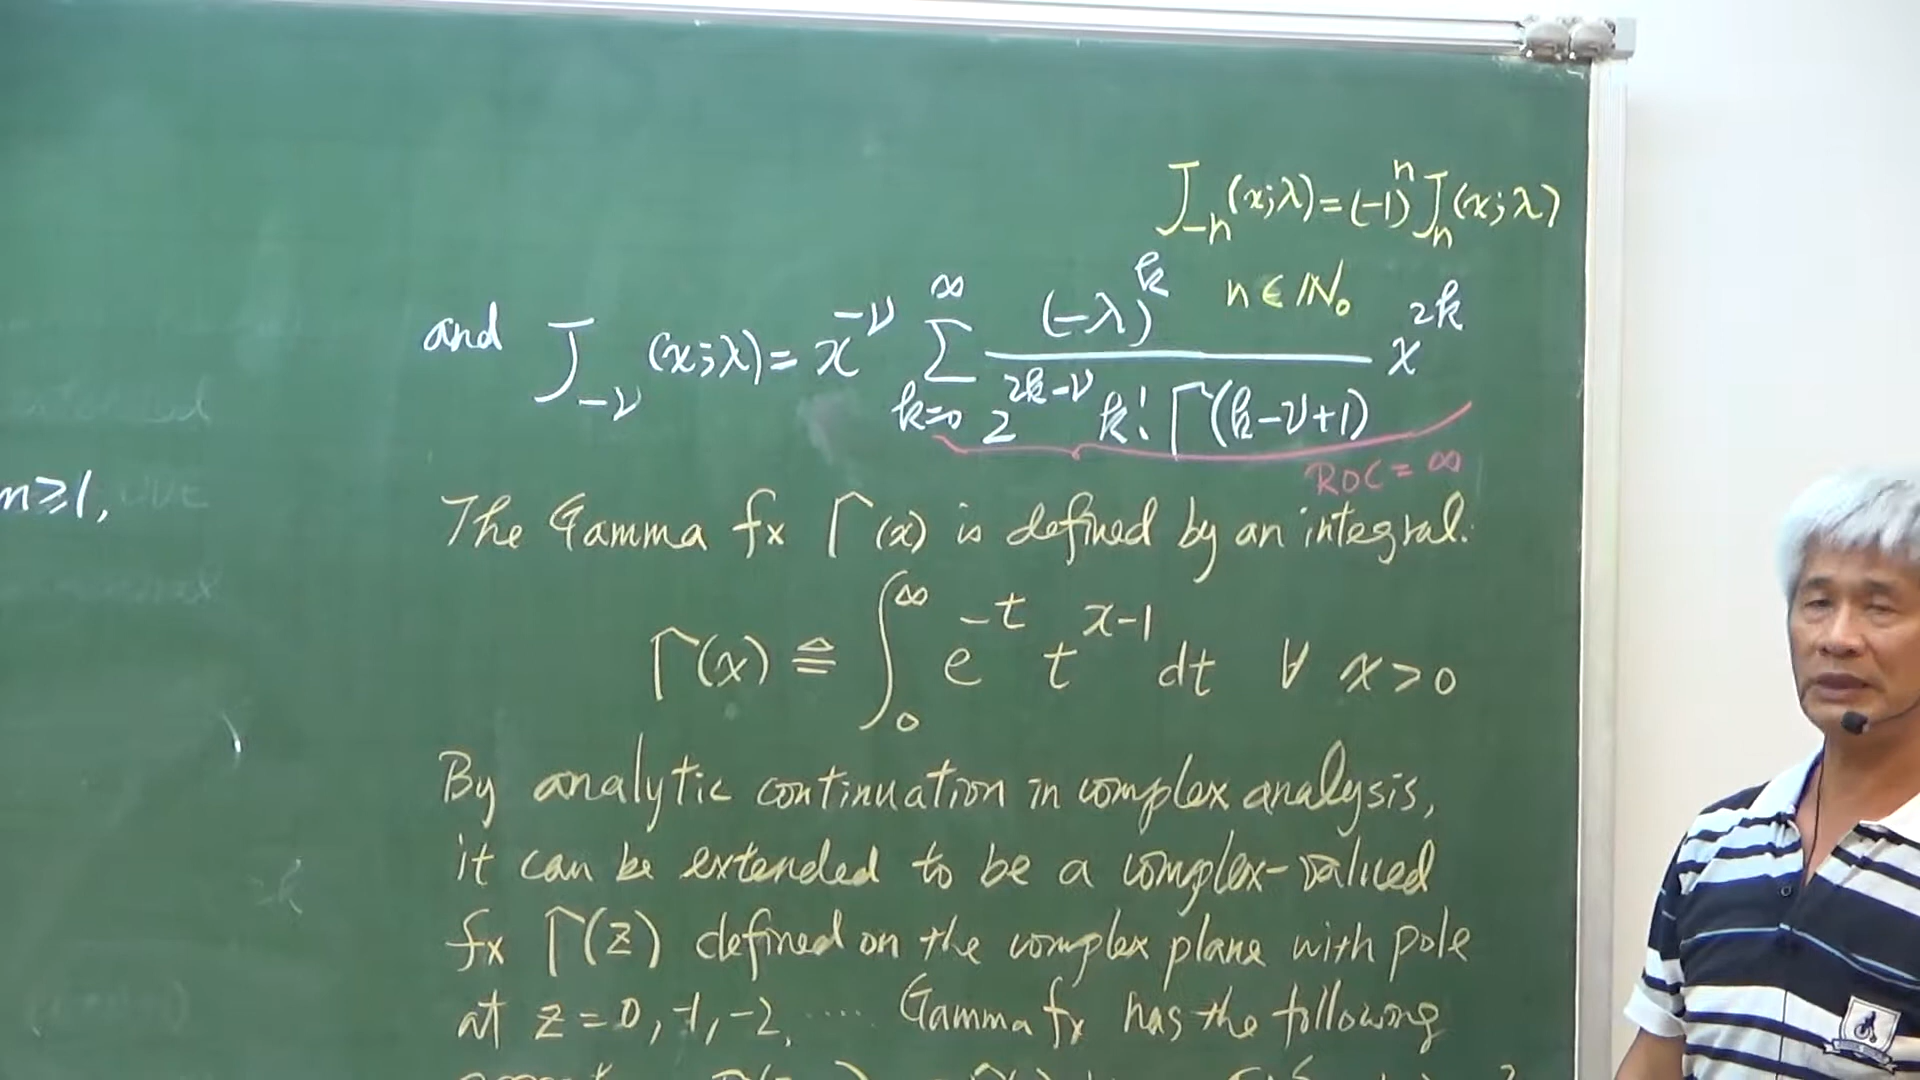 J_{-n}(x;λ)=(-1)^n J_n(x;λ)
n∈ℕ₀
and J_{-ν}(x;λ)= x^{-ν} \sum_{k=0}^{∞} \frac{(-λ)^k}{2^{2k-ν} k! Γ(k-ν+1)} x^{2k}
ROC=∞
n≥1,
The Gamma fx Γ(x) is defined by an integral.
Γ(x) ≙ ∫_0^∞ e^{-t} t^{x-1} dt ∀ x>0
By analytic continuation in complex analysis,
it can be extended to be a complex-valued
fx Γ(z) defined on the complex plane with pole
at z=0,-1,-2, ..... Gamma fx has the following